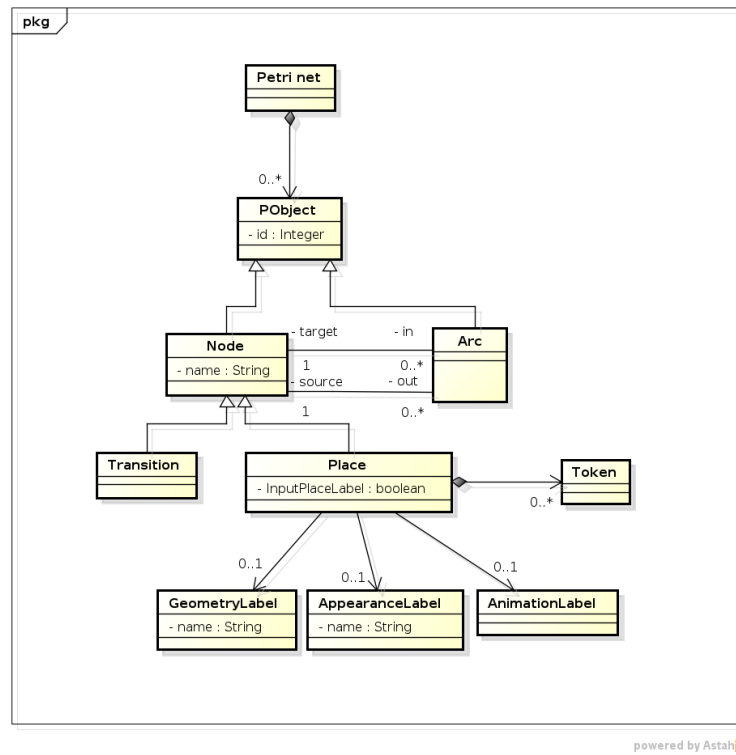 pkg
Petri net
0..*
PObject
- id : Integer
- target - in
Node
Arc
- name : String
1 0..*
- source - out
1 0..*
Transition
Place
- InputPlaceLabel : boolean
Token
0..*
0..1
0..1
0..1
GeometryLabel
- name : String
AppearanceLabel
- name : String
AnimationLabel
powered by Astah